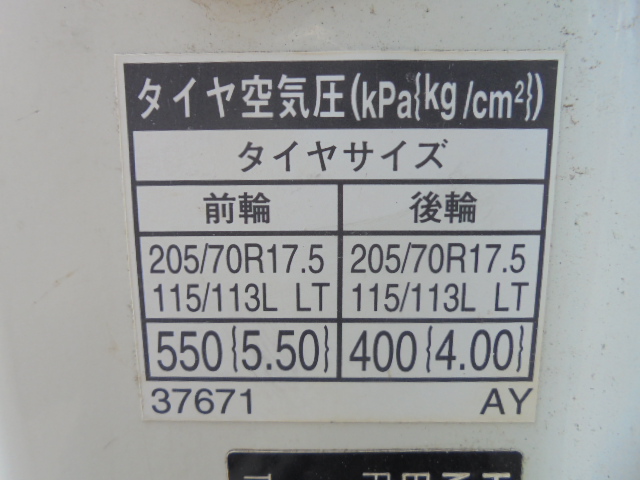 タイヤ空気圧(kPa{kg/cm²})
タイヤサイズ
前輪 後輪
205/70R17.5 205/70R17.5
115/113L LT 115/113L LT
550{5.50} 400{4.00}
37671 AY